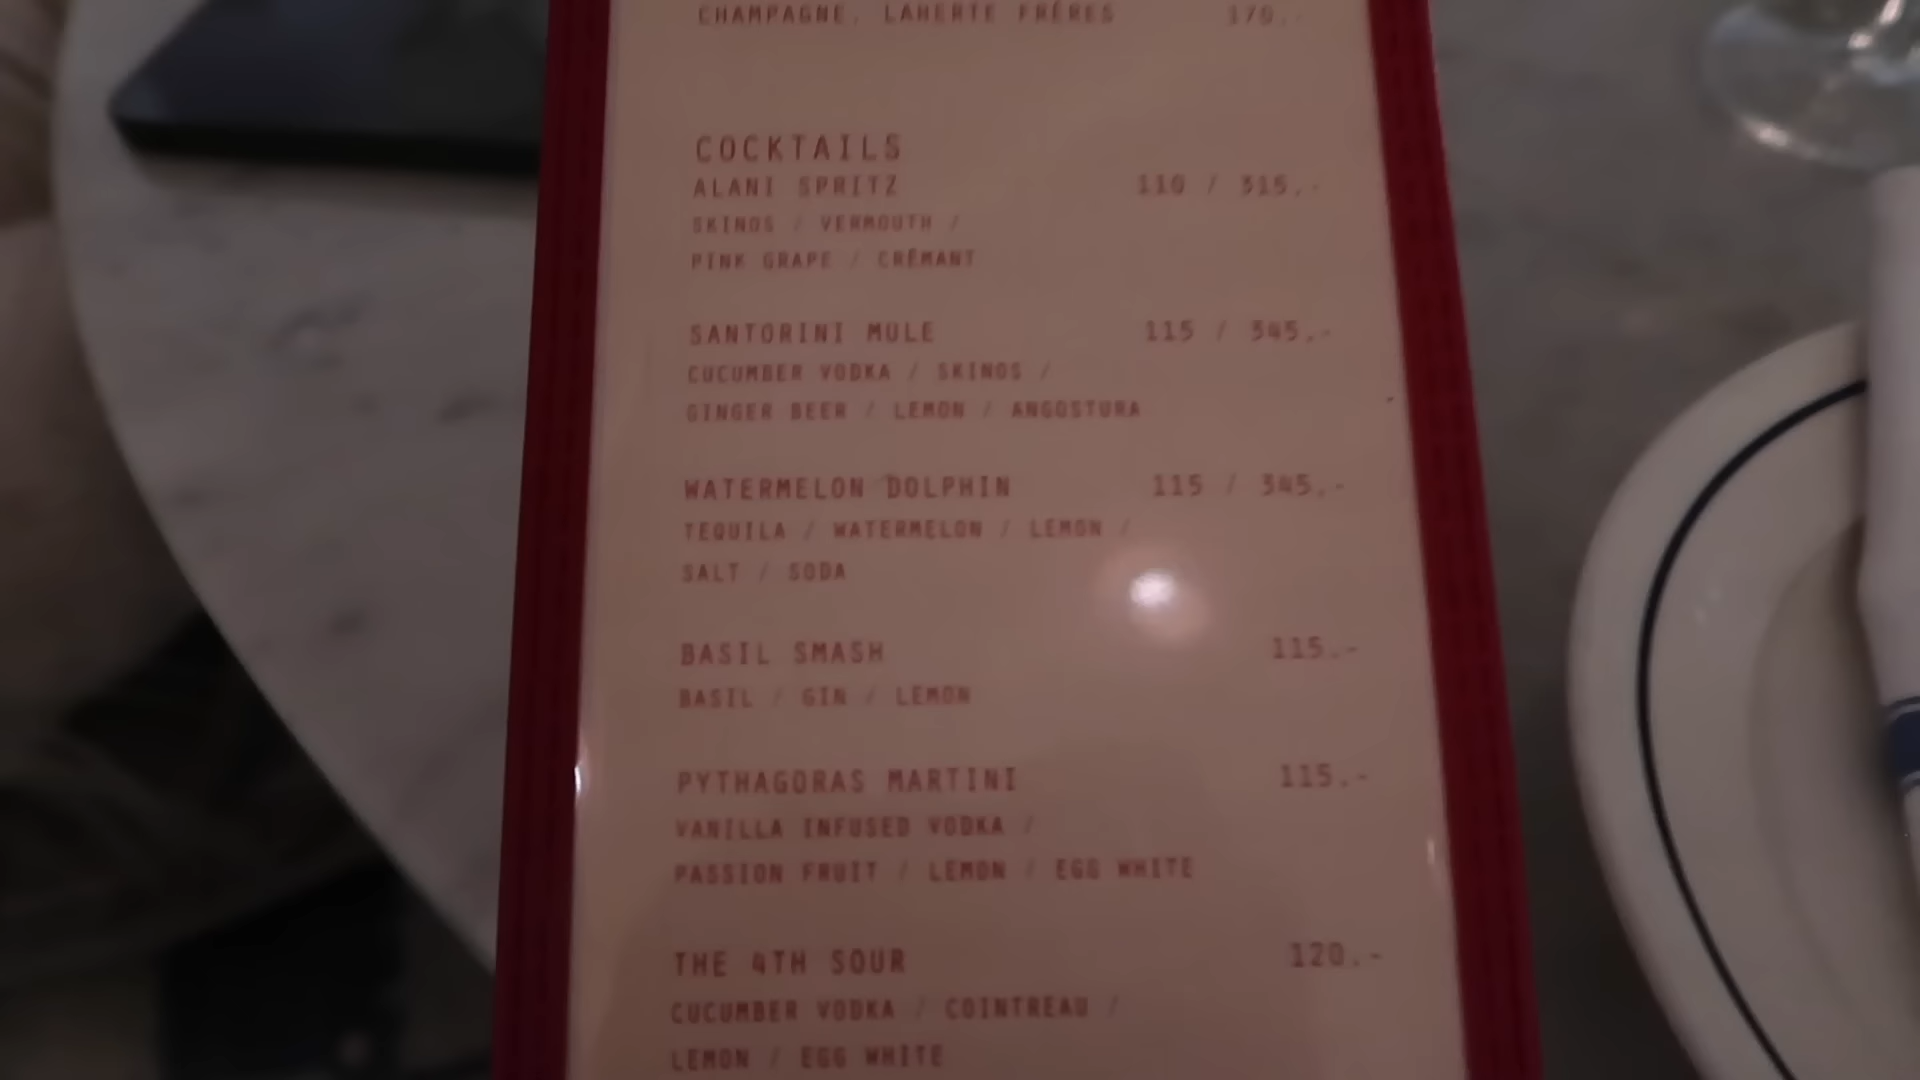 CHAMPAGNE, LAHERTE FRÉRES 170,-
COCKTAILS
ALANI SPRITZ 110 / 315,-
SKINOS / VERMOUTH /
PINK GRAPE / CRÉMANT
SANTORINI MULE 115 / 345,-
CUCUMBER VODKA / SKINOS /
GINGER BEER / LEMON / ANGOSTURA
WATERMELON DOLPHIN 115 / 345,-
TEQUILA / WATERMELON / LEMON /
SALT / SODA
BASIL SMASH 115,-
BASIL / GIN / LEMON
PYTHAGORAS MARTINI 115,-
VANILLA INFUSED VODKA /
PASSION FRUIT / LEMON / EGG WHITE
THE 4TH SOUR 120,-
CUCUMBER VODKA / COINTREAU /
LEMON / EGG WHITE